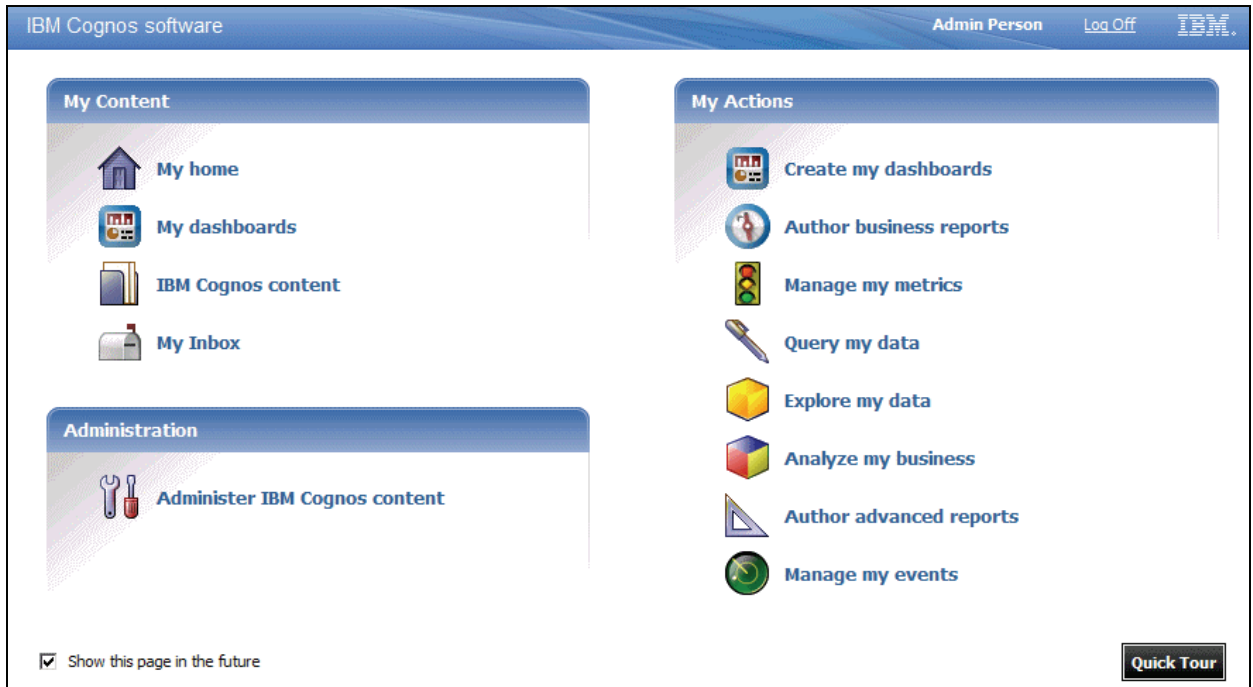 IBM Cognos software
Admin Person
Log Off
IBM.
My Content
My home
My dashboards
IBM Cognos content
My Inbox
Administration
Administer IBM Cognos content
My Actions
Create my dashboards
Author business reports
Manage my metrics
Query my data
Explore my data
Analyze my business
Author advanced reports
Manage my events
Show this page in the future
Quick Tour